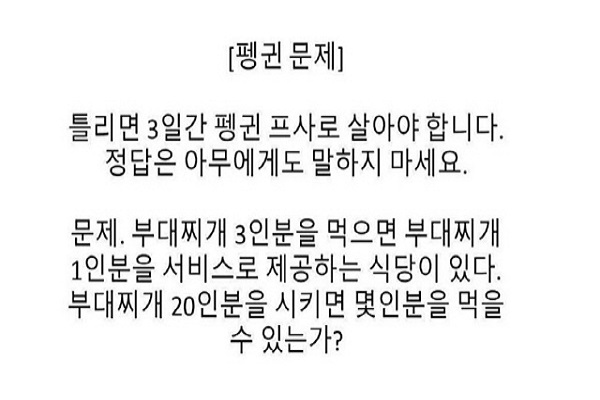 [펭귄 문제]
틀리면 3일간 펭귄 프사로 살아야 합니다.
정답은 아무에게도 말하지 마세요.
문제. 부대찌개 3인분을 먹으면 부대찌개
1인분을 서비스로 제공하는 식당이 있다.
부대찌개 20인분을 시키면 몇인분을 먹을
수 있는가?